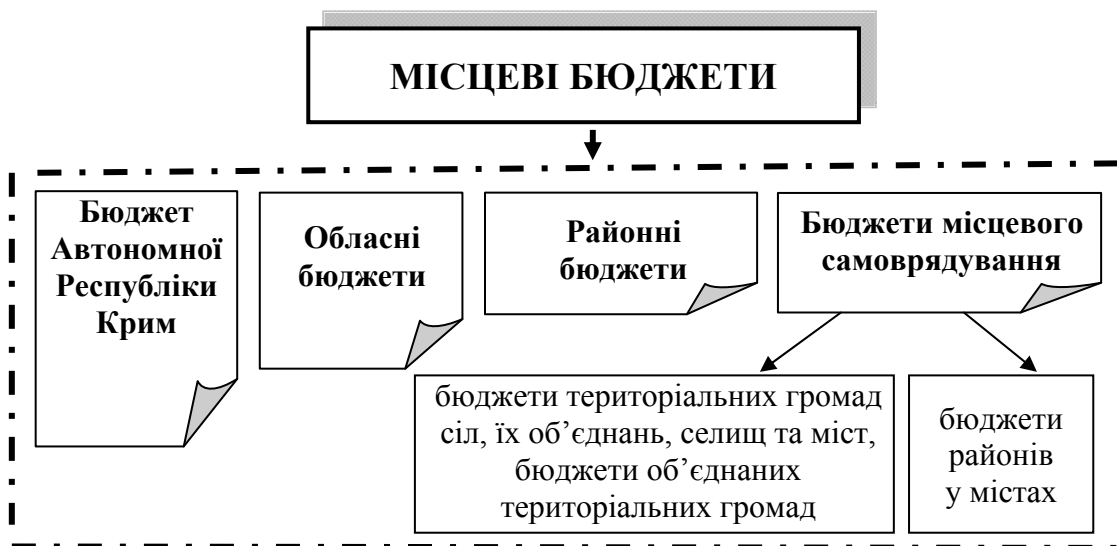 МІСЦЕВІ БЮДЖЕТИ
Бюджет
Автономної
Республіки
Крим
Обласні
бюджети
Районні
бюджети
Бюджети місцевого
самоврядування
бюджети територіальних громад
сіл, їх об’єднань, селищ та міст,
бюджети об’єднаних
територіальних громад
бюджети
районів
у містах